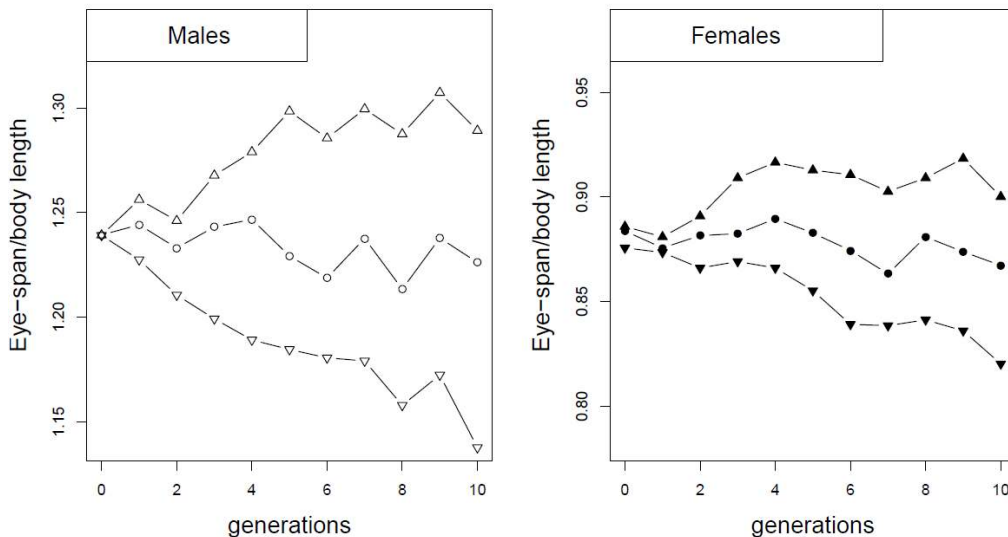 Males
Eye-span/body length
1.30
1.25
1.20
1.15
0 2 4 6 8 10
generations
Females
Eye-span/body length
0.95
0.90
0.85
0.80
0 2 4 6 8 10
generations